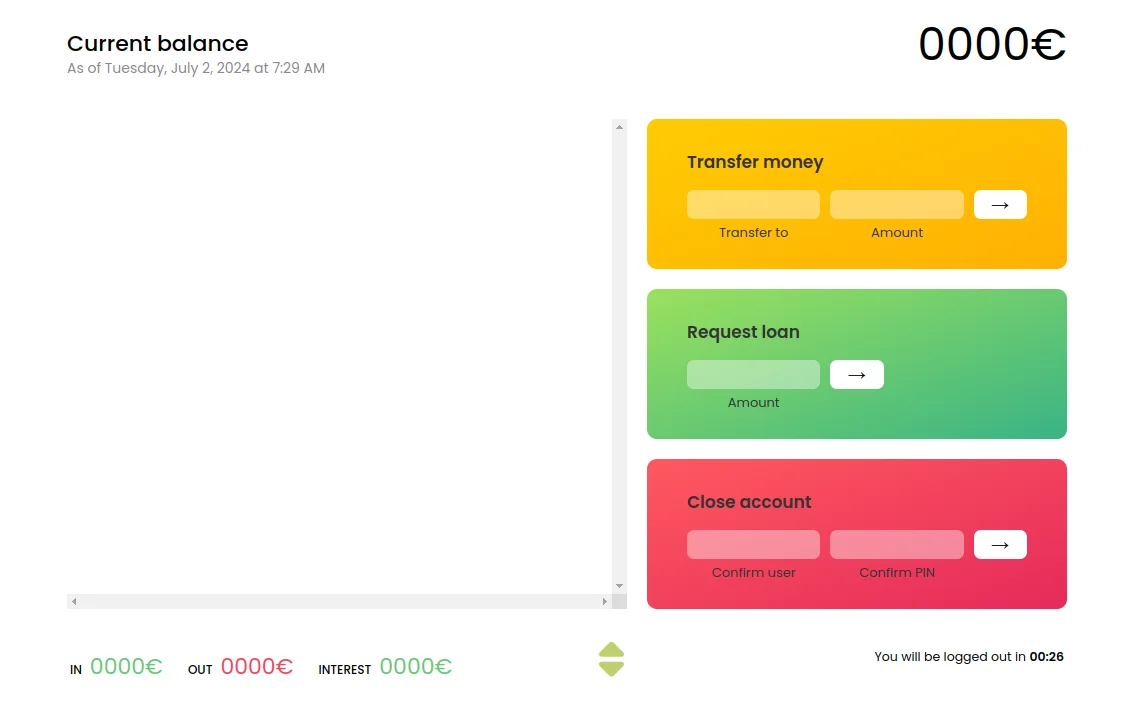 Current balance
0000€
As of Tuesday, July 2, 2024 at 7:29 AM
Transfer money
→
Transfer to Amount
Request loan
→
Amount
Close account
→
Confirm user Confirm PIN
IN 0000€ OUT 0000€ INTEREST 0000€
You will be logged out in 00:26